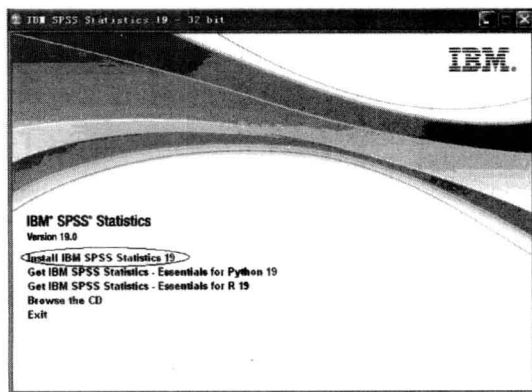 IBM SPSS Statistics 19 - 32 bit
IBM.
IBM® SPSS® Statistics
Version 19.0
Install IBM SPSS Statistics 19
Get IBM SPSS Statistics - Essentials for Python 19
Get IBM SPSS Statistics - Essentials for R 19
Browse the CD
Exit